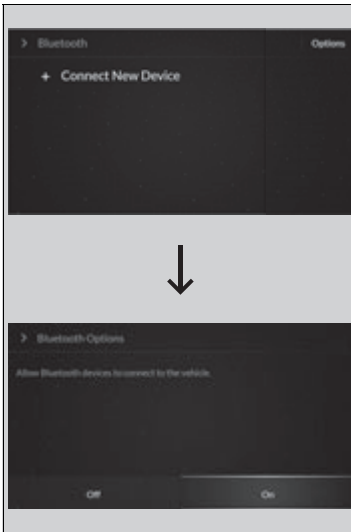 > Bluetooth
Options
+ Connect New Device
> Bluetooth Options
Allow Bluetooth devices to connect to the vehicle.
Off
On